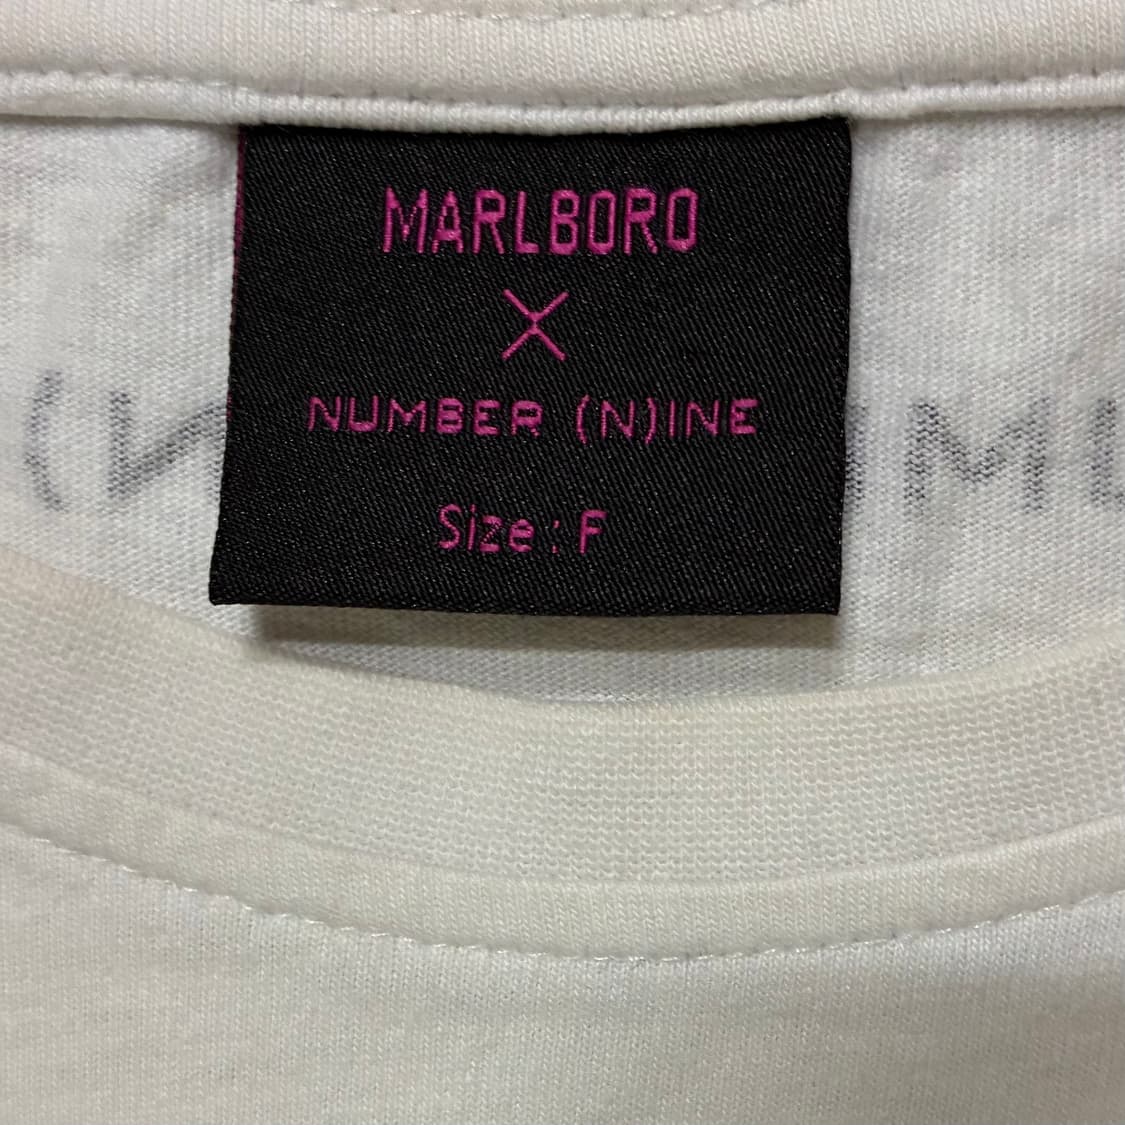 MARLBORO
X
NUMBER (N)INE
Size : F